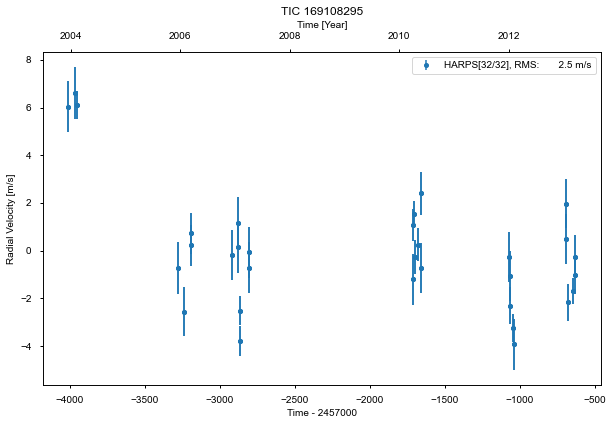 TIC 169108295
Time [Year]
2004 2006 2008 2010 2012
HARPS[32/32], RMS: 2.5 m/s
Radial Velocity [m/s]
8
6
4
2
0
−2
−4
−4000 −3500 −3000 −2500 −2000 −1500 −1000 −500
Time - 2457000